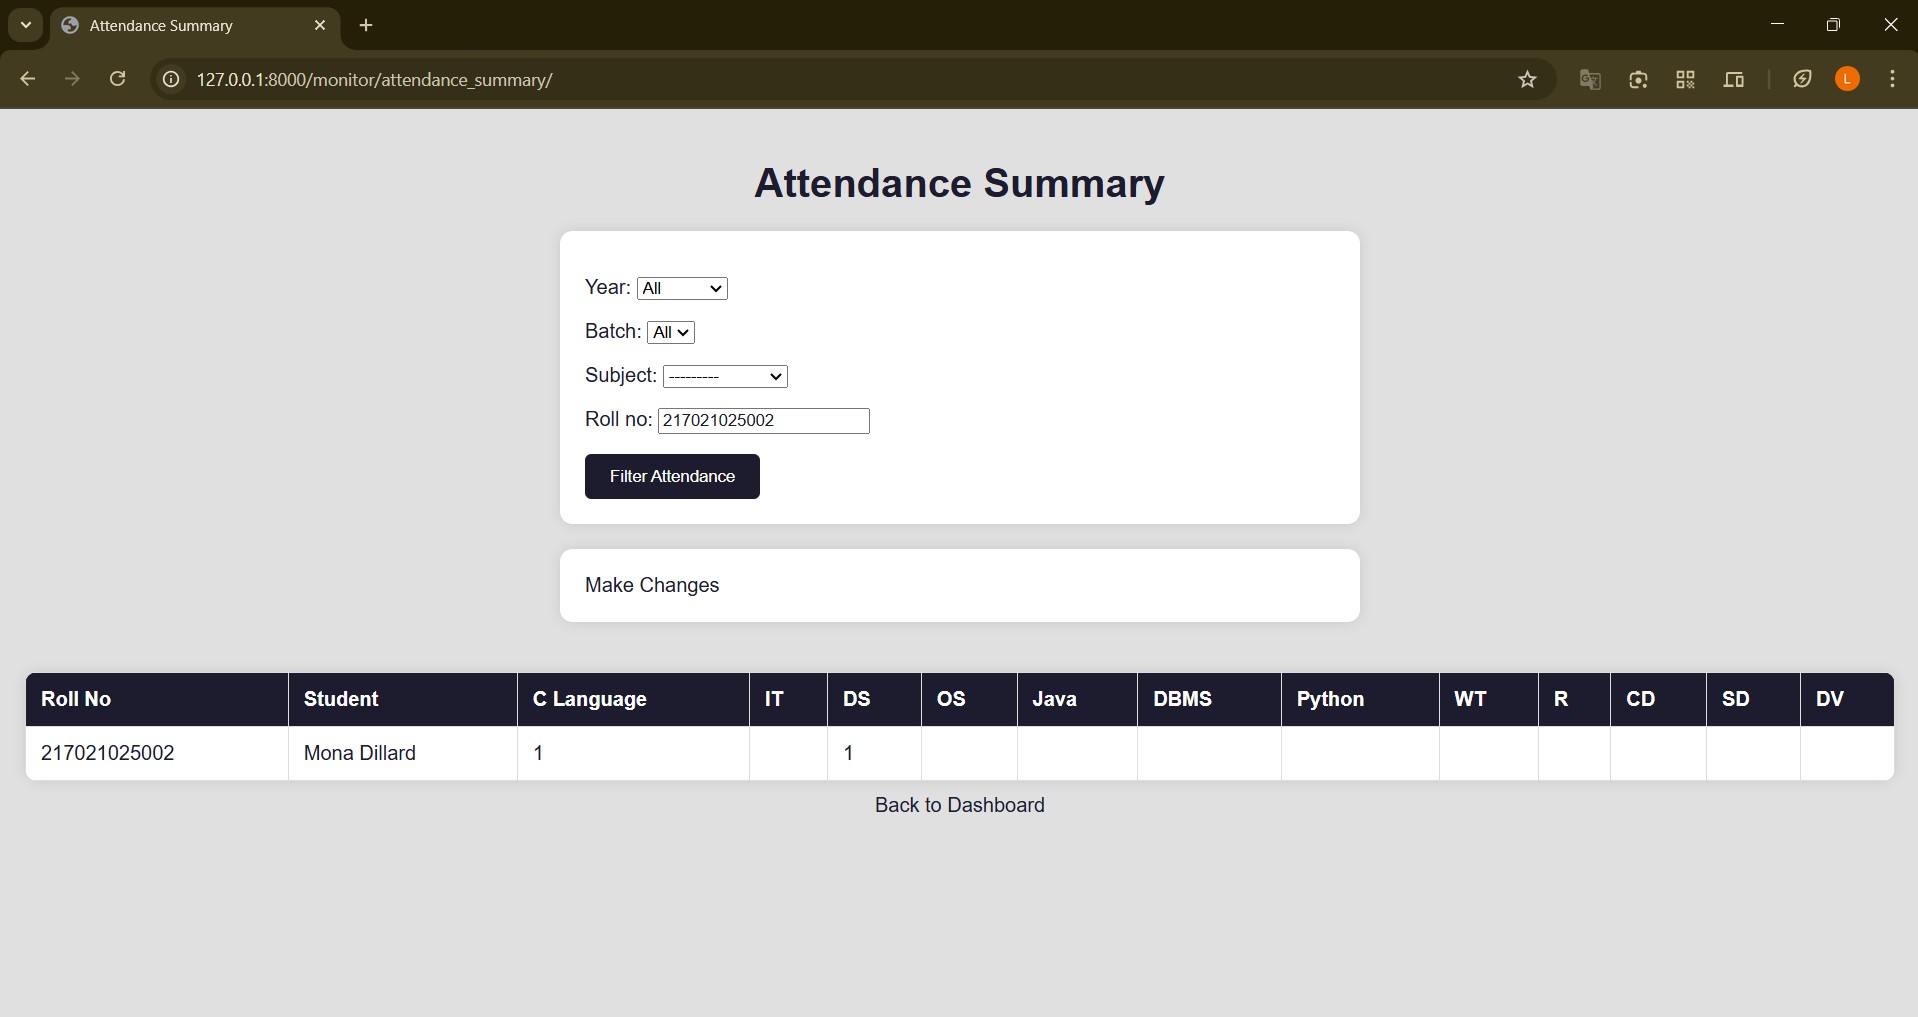 Attendance Summary
127.0.0.1:8000/monitor/attendance_summary/
L
Attendance Summary
Year: All
Batch: All
Subject: ---------
Roll no: 217021025002
Filter Attendance
Make Changes
Roll No Student C Language IT DS OS Java DBMS Python WT R CD SD DV
217021025002 Mona Dillard 1 1
Back to Dashboard